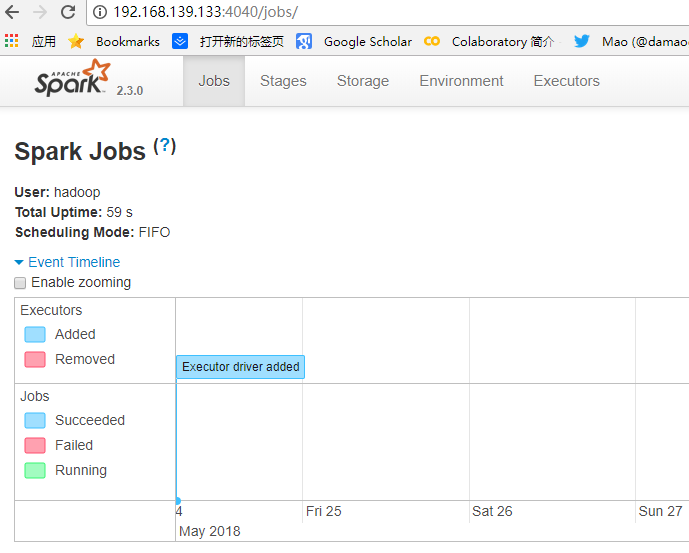 192.168.139.133:4040/jobs/
应用 Bookmarks 打开新的标签页 Google Scholar Colaboratory 简介 Mao (@damao
APACHE
Spark 2.3.0 Jobs Stages Storage Environment Executors
Spark Jobs (?)
User: hadoop
Total Uptime: 59 s
Scheduling Mode: FIFO
Event Timeline
Enable zooming
Executors
Added
Removed
Executor driver added
Jobs
Succeeded
Failed
Running
4 Fri 25 Sat 26 Sun 27
May 2018